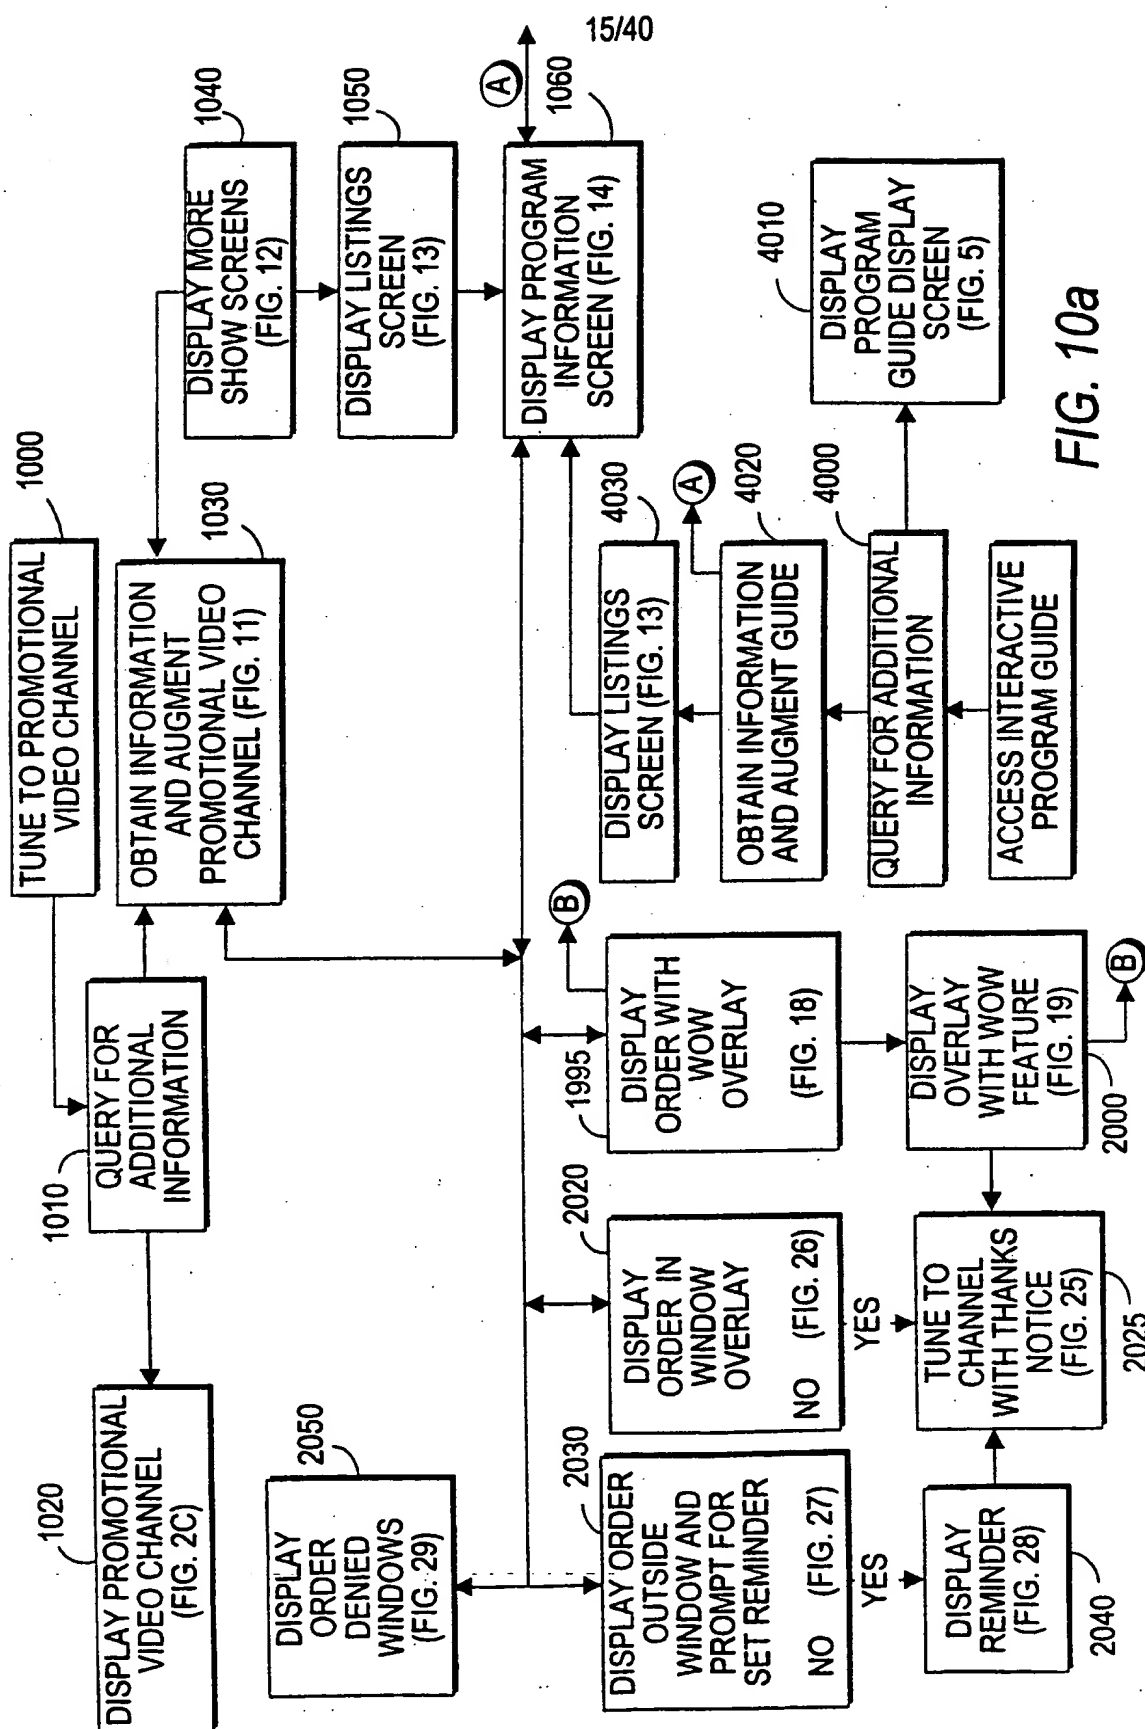 15/40
1000
TUNE TO PROMOTIONAL
VIDEO CHANNEL
1010
QUERY FOR
ADDITIONAL
INFORMATION
1020
DISPLAY PROMOTIONAL
VIDEO CHANNEL
(FIG. 2C)
1030
OBTAIN INFORMATION
AND AUGMENT
PROMOTIONAL VIDEO
CHANNEL (FIG. 11)
1040
DISPLAY MORE
SHOW SCREENS
(FIG. 12)
1050
DISPLAY LISTINGS
SCREEN
(FIG. 13)
A
1060
DISPLAY PROGRAM
INFORMATION
SCREEN (FIG. 14)
2050
DISPLAY
ORDER
DENIED
WINDOWS
(FIG. 29)
2030
DISPLAY ORDER
OUTSIDE
WINDOW AND
PROMPT FOR
SET REMINDER
NO (FIG. 27)
YES
DISPLAY
REMINDER
(FIG. 28)
2040
2020
DISPLAY
ORDER IN
WINDOW
OVERLAY
NO (FIG. 26)
YES
TUNE TO
CHANNEL
WITH THANKS
NOTICE
(FIG. 25)
2025
B
1995
DISPLAY
ORDER WITH
WOW
OVERLAY
(FIG. 18)
DISPLAY
OVERLAY
WITH WOW
FEATURE
(FIG. 19)
2000
B
4030
DISPLAY LISTINGS
SCREEN (FIG. 13)
A
4020
OBTAIN INFORMATION
AND AUGMENT GUIDE
4000
QUERY FOR ADDITIONAL
INFORMATION
ACCESS INTERACTIVE
PROGRAM GUIDE
4010
DISPLAY
PROGRAM
GUIDE DISPLAY
SCREEN
(FIG. 5)
FIG. 10a